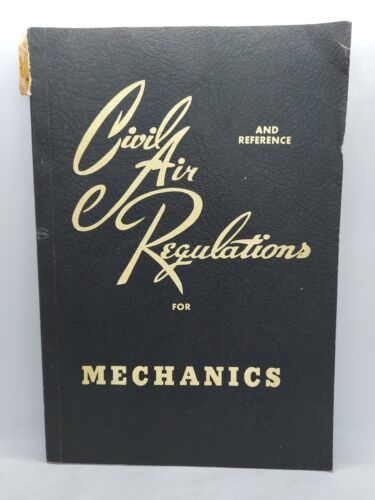 Civil
Air
AND
REFERENCE
Regulations
FOR
MECHANICS